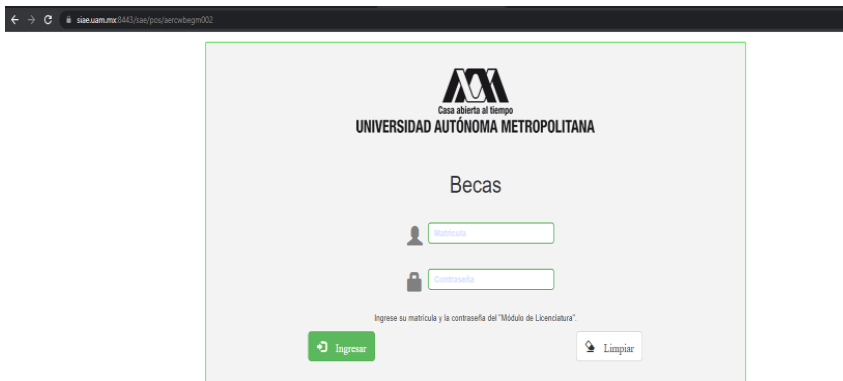 siae.uam.mx:8443/sae/pos/aercwbegm002
Casa abierta al tiempo
UNIVERSIDAD AUTÓNOMA METROPOLITANA
Becas
Matrícula
Contraseña
Ingrese su matrícula y la contraseña del "Módulo de Licenciatura".
Ingresar Limpiar